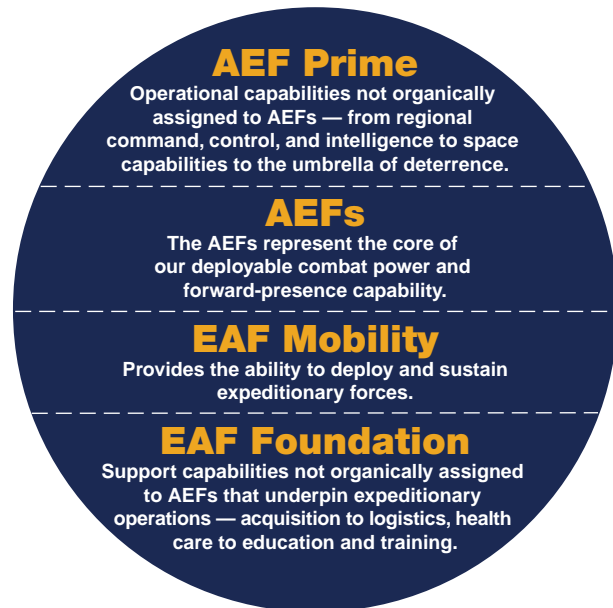 AEF Prime
Operational capabilities not organically
assigned to AEFs — from regional
command, control, and intelligence to space
capabilities to the umbrella of deterrence.
AEFs
The AEFs represent the core of
our deployable combat power and
forward-presence capability.
EAF Mobility
Provides the ability to deploy and sustain
expeditionary forces.
EAF Foundation
Support capabilities not organically assigned
to AEFs that underpin expeditionary
operations — acquisition to logistics, health
care to education and training.